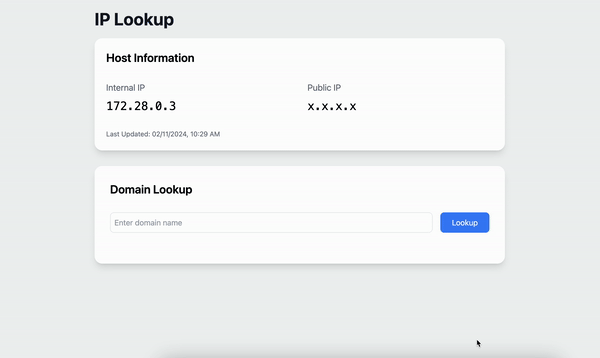 IP Lookup
Host Information
Internal IP Public IP
172.28.0.3 x.x.x.x
Last Updated: 02/11/2024, 10:29 AM
Domain Lookup
Enter domain name Lookup